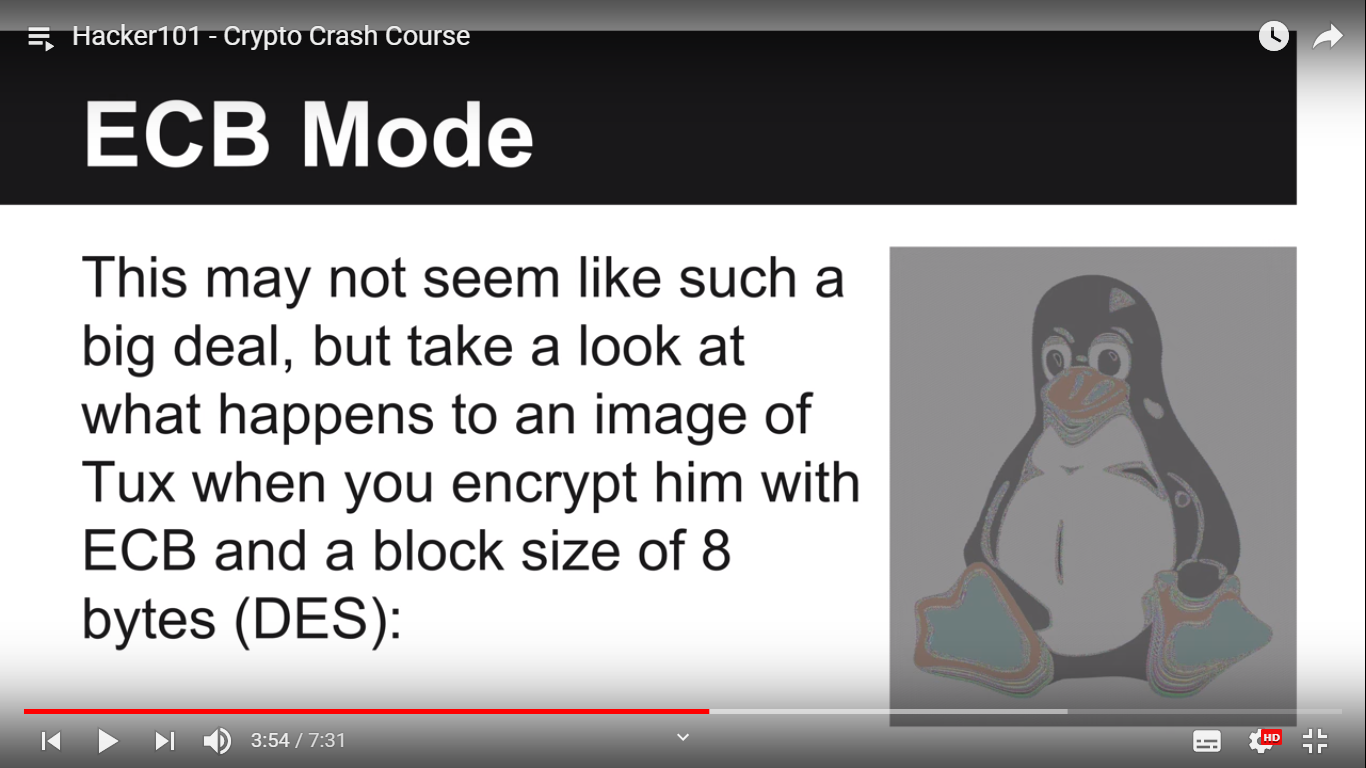 Hacker101 - Crypto Crash Course
ECB Mode
This may not seem like such a
big deal, but take a look at
what happens to an image of
Tux when you encrypt him with
ECB and a block size of 8
bytes (DES):
3:54 / 7:31
HD